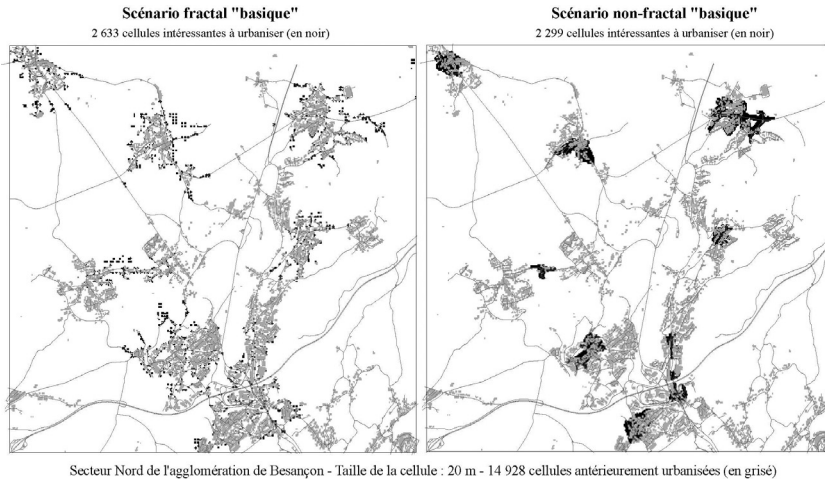 Scénario fractal "basique"
2 633 cellules intéressantes à urbaniser (en noir)
Scénario non-fractal "basique"
2 299 cellules intéressantes à urbaniser (en noir)
Secteur Nord de l'agglomération de Besançon - Taille de la cellule : 20 m - 14 928 cellules antérieurement urbanisées (en grisé)